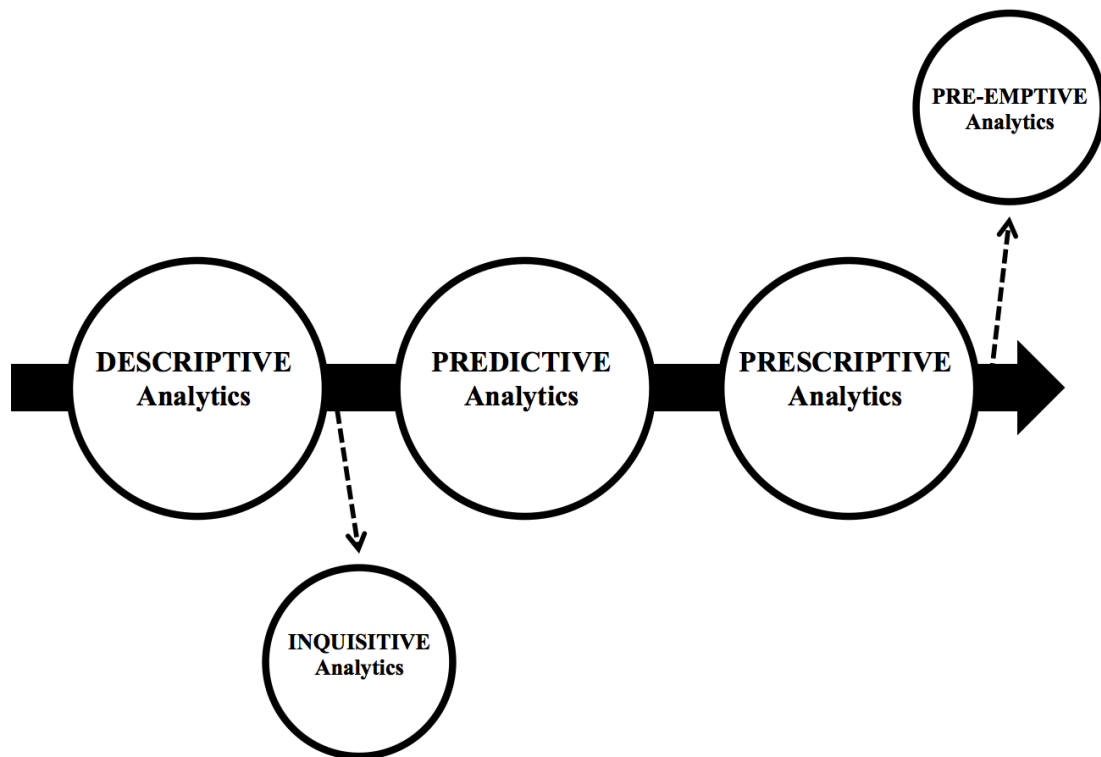 PRE-EMPTIVE
Analytics
DESCRIPTIVE
Analytics
PREDICTIVE
Analytics
PRESCRIPTIVE
Analytics
INQUISITIVE
Analytics